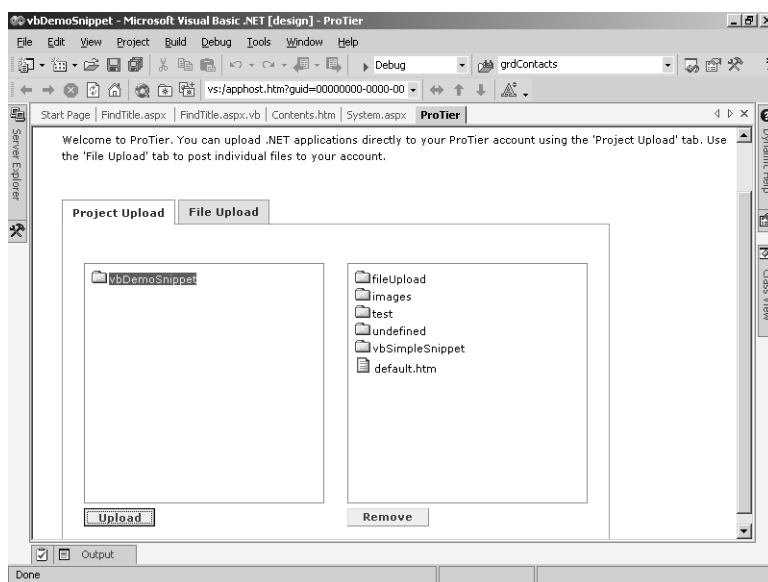 vbDemoSnippet - Microsoft Visual Basic .NET [design] - ProTier
File Edit View Project Build Debug Tools Window Help
Debug grdContacts
vs:/apphost.htm?guid=00000000-0000-00
Start Page FindTitle.aspx FindTitle.aspx.vb Contents.htm System.aspx ProTier
Server Explorer
Welcome to ProTier. You can upload .NET applications directly to your ProTier account using the 'Project Upload' tab. Use
the 'File Upload' tab to post individual files to your account.
Project Upload File Upload
vbDemoSnippet
fileUpload
images
test
undefined
vbSimpleSnippet
default.htm
Upload Remove
Dynamic Help
Class View
Output
Done